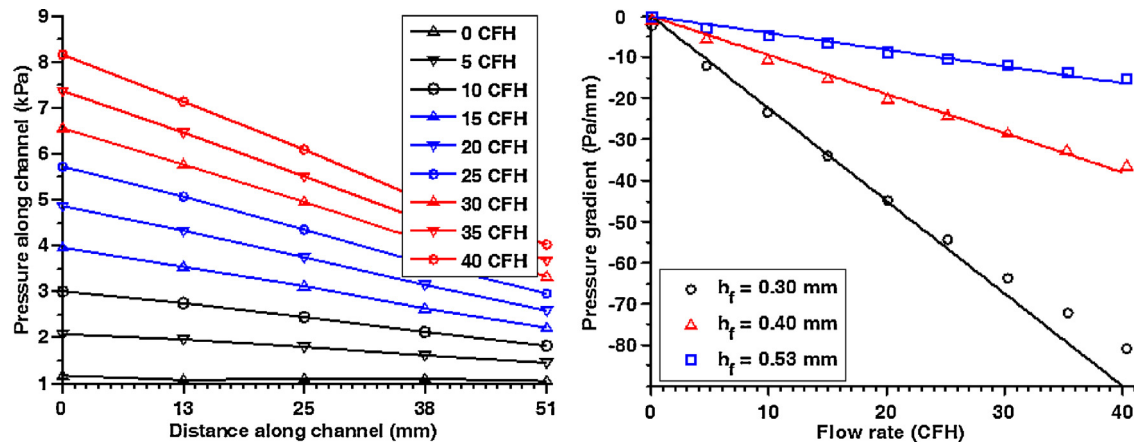 Pressure along channel (kPa)
9
8
7
6
5
4
3
2
1
0 13 25 38 51
Distance along channel (mm)
0 CFH
5 CFH
10 CFH
15 CFH
20 CFH
25 CFH
30 CFH
35 CFH
40 CFH
Pressure gradient (Pa/mm)
0
-10
-20
-30
-40
-50
-60
-70
-80
0 10 20 30 40
Flow rate (CFH)
h_f = 0.30 mm
h_f = 0.40 mm
h_f = 0.53 mm